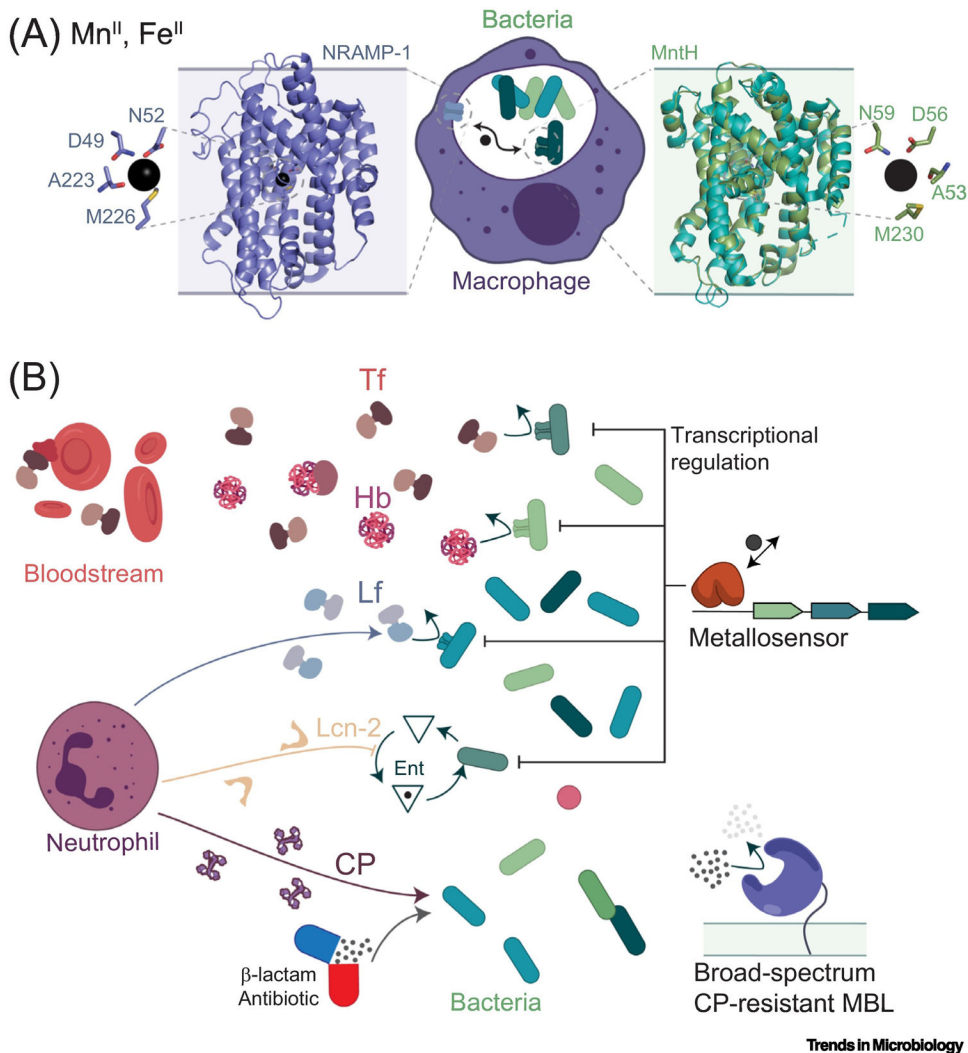 (A) Mnᴵᴵ, Feᴵᴵ
Bacteria
NRAMP-1
MntH
N52
D49
A223
M226
N59
D56
A53
M230
Macrophage
(B)
Tf
Transcriptional
regulation
Hb
Bloodstream
Lf
Metallosensor
Lcn-2
Ent
Neutrophil
CP
β-lactam
Antibiotic
Bacteria
Broad-spectrum
CP-resistant MBL
Trends in Microbiology